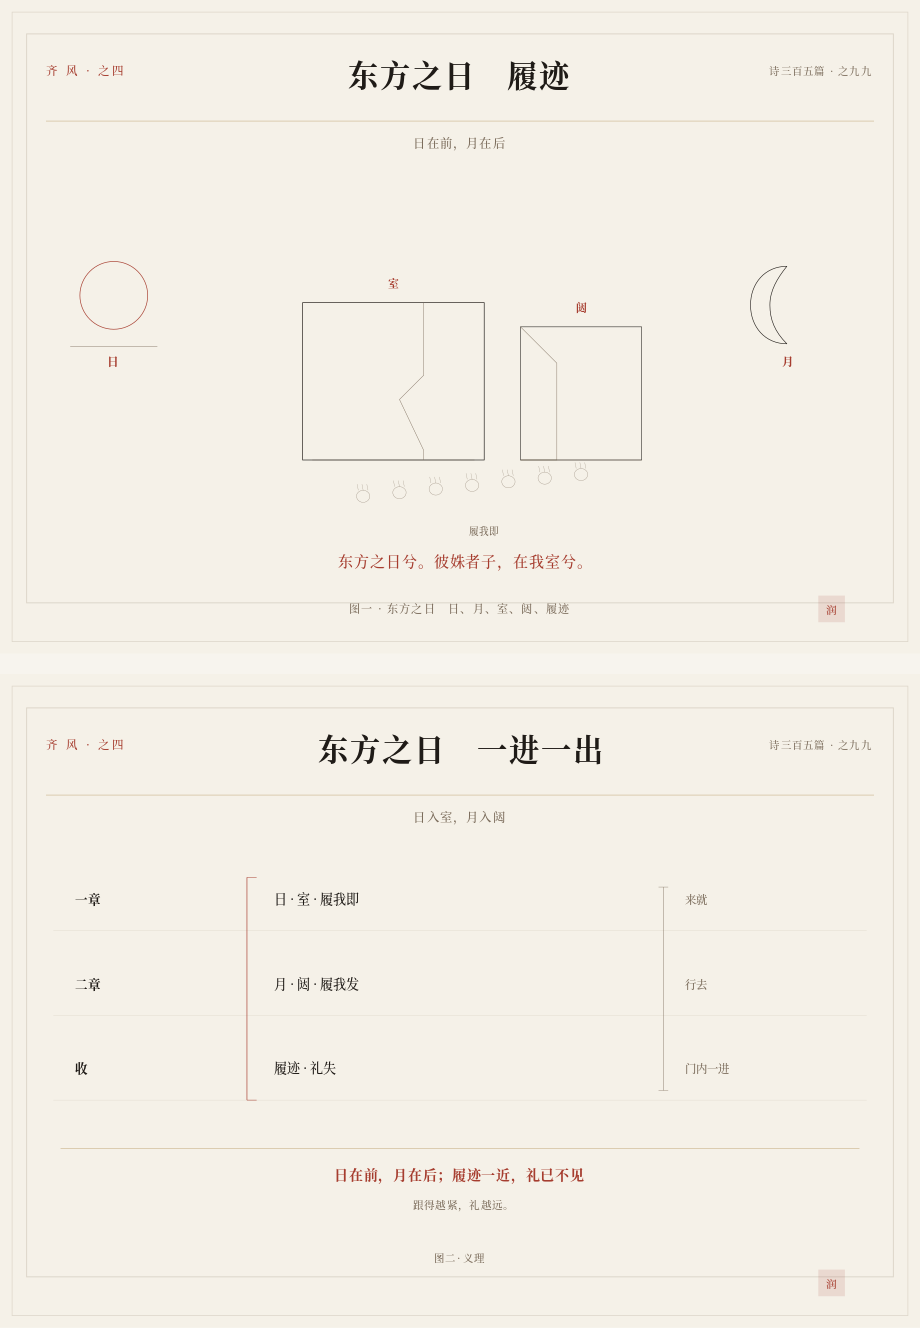 齐风·之四
东方之日　履迹
诗三百五篇·之九九
日在前，月在后
室
闼
日
月
履我即
东方之日兮。彼姝者子，在我室兮。
图一·东方之日　日、月、室、闼、履迹
润
齐风·之四
东方之日　一进一出
诗三百五篇·之九九
日入室，月入闼
一章
日·室·履我即
来就
二章
月·闼·履我发
行去
收
履迹·礼失
门内一进
日在前，月在后；履迹一近，礼已不见
跟得越紧，礼越远。
图二·义理
润